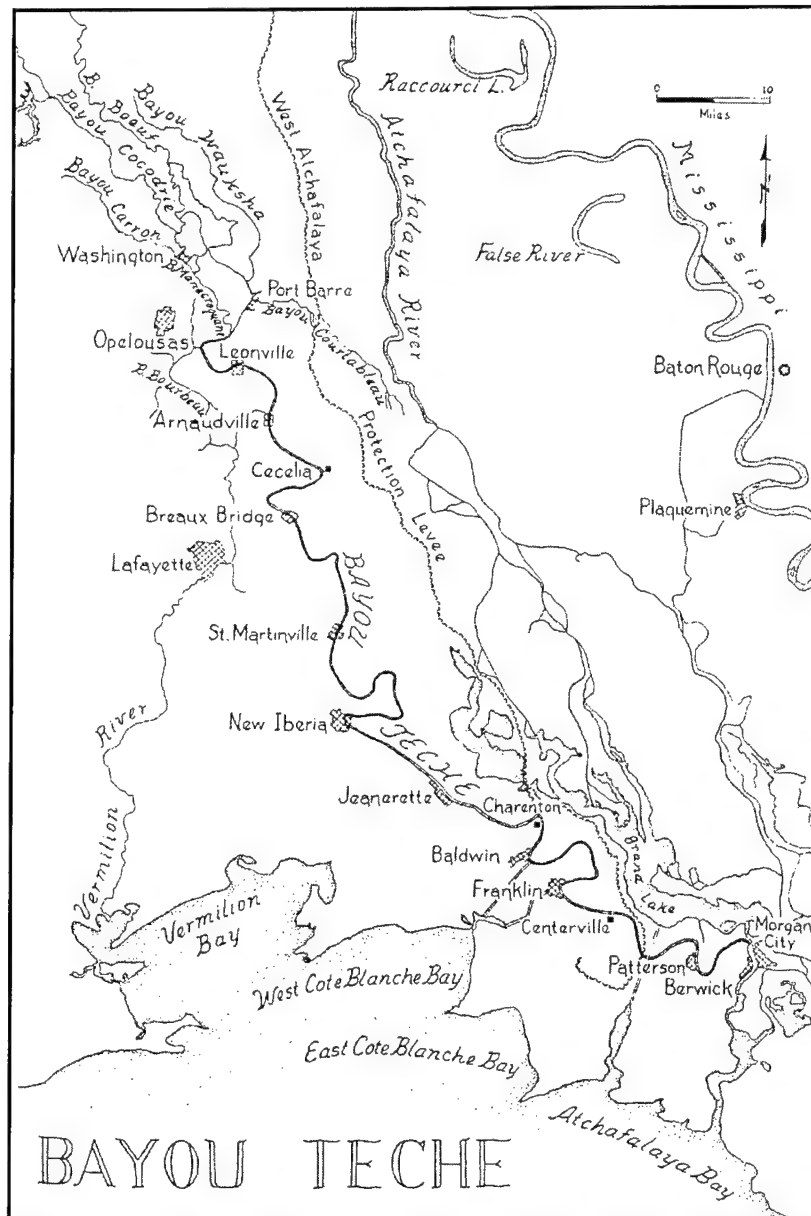 Raccourci L.
0 10
Miles
N
Mississippi
B. Boeuf
Bayou Wauksha
Bayou Cocodrie
Bayou Carron
West Atchafalaya
Protection Levee
Atchafalaya River
Washington
False River
Port Barre
Bayou Courtableau
Opelousas
Leonville
B. Bourbeau
Baton Rouge
Arnaudville
Cecelia
Breaux Bridge
Plaquemine
Lafayette
BAYOU
St. Martinville
New Iberia
TECHE
Vermilion River
Jeanerette
Charenton
Baldwin
Grand Lake
Franklin
Vermilion Bay
Centerville
Morgan City
Patterson
Berwick
West Cote Blanche Bay
East Cote Blanche Bay
Atchafalaya Bay
BAYOU TECHE